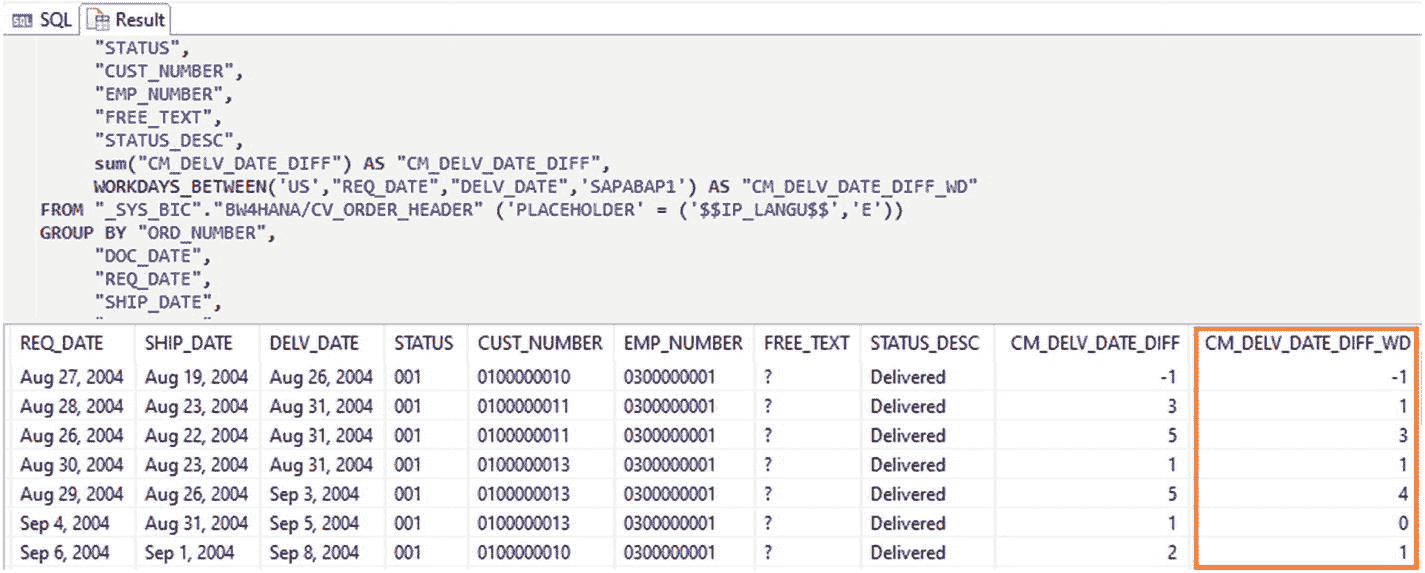 SQL SQL Result
"STATUS",
"CUST_NUMBER",
"EMP_NUMBER",
"FREE_TEXT",
"STATUS_DESC",
sum("CM_DELV_DATE_DIFF") AS "CM_DELV_DATE_DIFF",
WORKDAYS_BETWEEN('US',"REQ_DATE","DELV_DATE",'SAPABAP1') AS "CM_DELV_DATE_DIFF_WD"
FROM "_SYS_BIC"."BW4HANA/CV_ORDER_HEADER" ('PLACEHOLDER' = ('$$IP_LANGU$$','E'))
GROUP BY "ORD_NUMBER",
"DOC_DATE",
"REQ_DATE",
"SHIP_DATE",
REQ_DATE SHIP_DATE DELV_DATE STATUS CUST_NUMBER EMP_NUMBER FREE_TEXT STATUS_DESC CM_DELV_DATE_DIFF CM_DELV_DATE_DIFF_WD
Aug 27, 2004 Aug 19, 2004 Aug 26, 2004 001 0100000010 0300000001 ? Delivered -1 -1
Aug 28, 2004 Aug 23, 2004 Aug 31, 2004 001 0100000011 0300000001 ? Delivered 3 1
Aug 26, 2004 Aug 22, 2004 Aug 31, 2004 001 0100000011 0300000001 ? Delivered 5 3
Aug 30, 2004 Aug 23, 2004 Aug 31, 2004 001 0100000013 0300000001 ? Delivered 1 1
Aug 29, 2004 Aug 26, 2004 Sep 3, 2004 001 0100000013 0300000001 ? Delivered 5 4
Sep 4, 2004 Aug 31, 2004 Sep 5, 2004 001 0100000013 0300000001 ? Delivered 1 0
Sep 6, 2004 Sep 1, 2004 Sep 8, 2004 001 0100000010 0300000001 ? Delivered 2 1